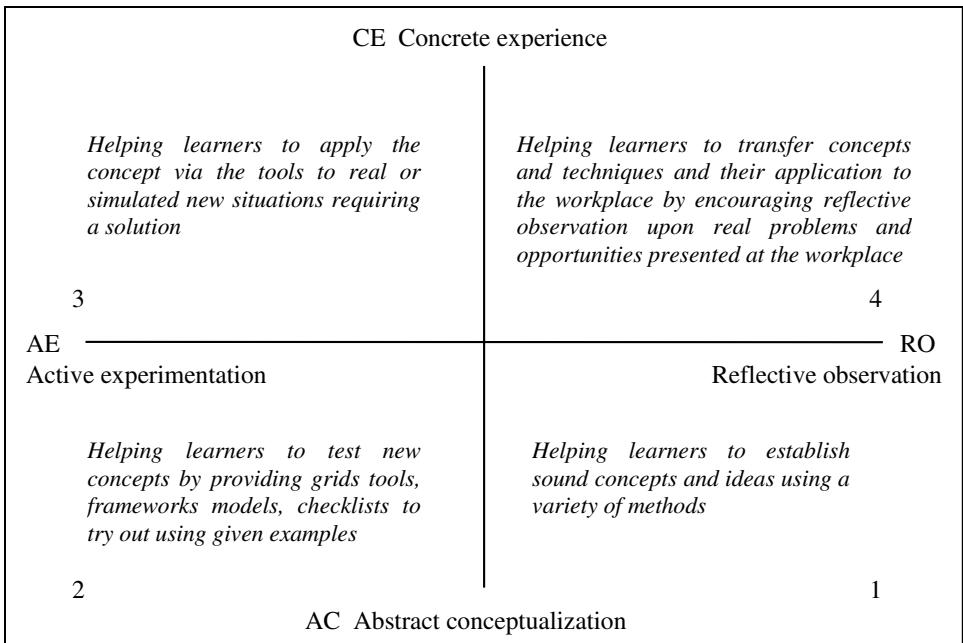 CE Concrete experience
Helping learners to apply the
concept via the tools to real or
simulated new situations requiring
a solution
Helping learners to transfer concepts
and techniques and their application to
the workplace by encouraging reflective
observation upon real problems and
opportunities presented at the workplace
3
4
AE
RO
Active experimentation
Reflective observation
Helping learners to test new
concepts by providing grids tools,
frameworks models, checklists to
try out using given examples
Helping learners to establish
sound concepts and ideas using a
variety of methods
2
1
AC Abstract conceptualization